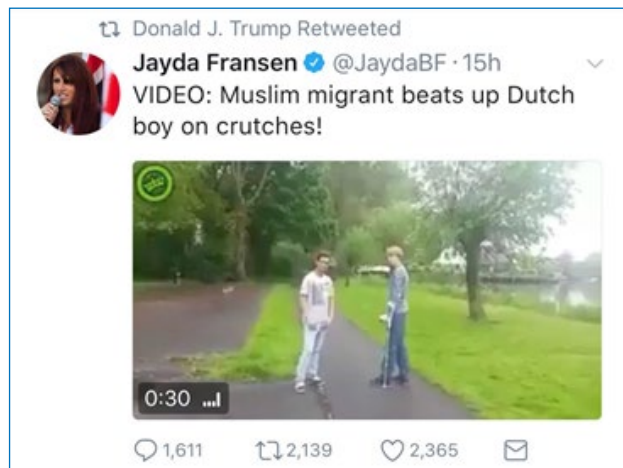 Donald J. Trump Retweeted
Jayda Fransen @JaydaBF · 15h
VIDEO: Muslim migrant beats up Dutch
boy on crutches!
0:30
1,611 2,139 2,365